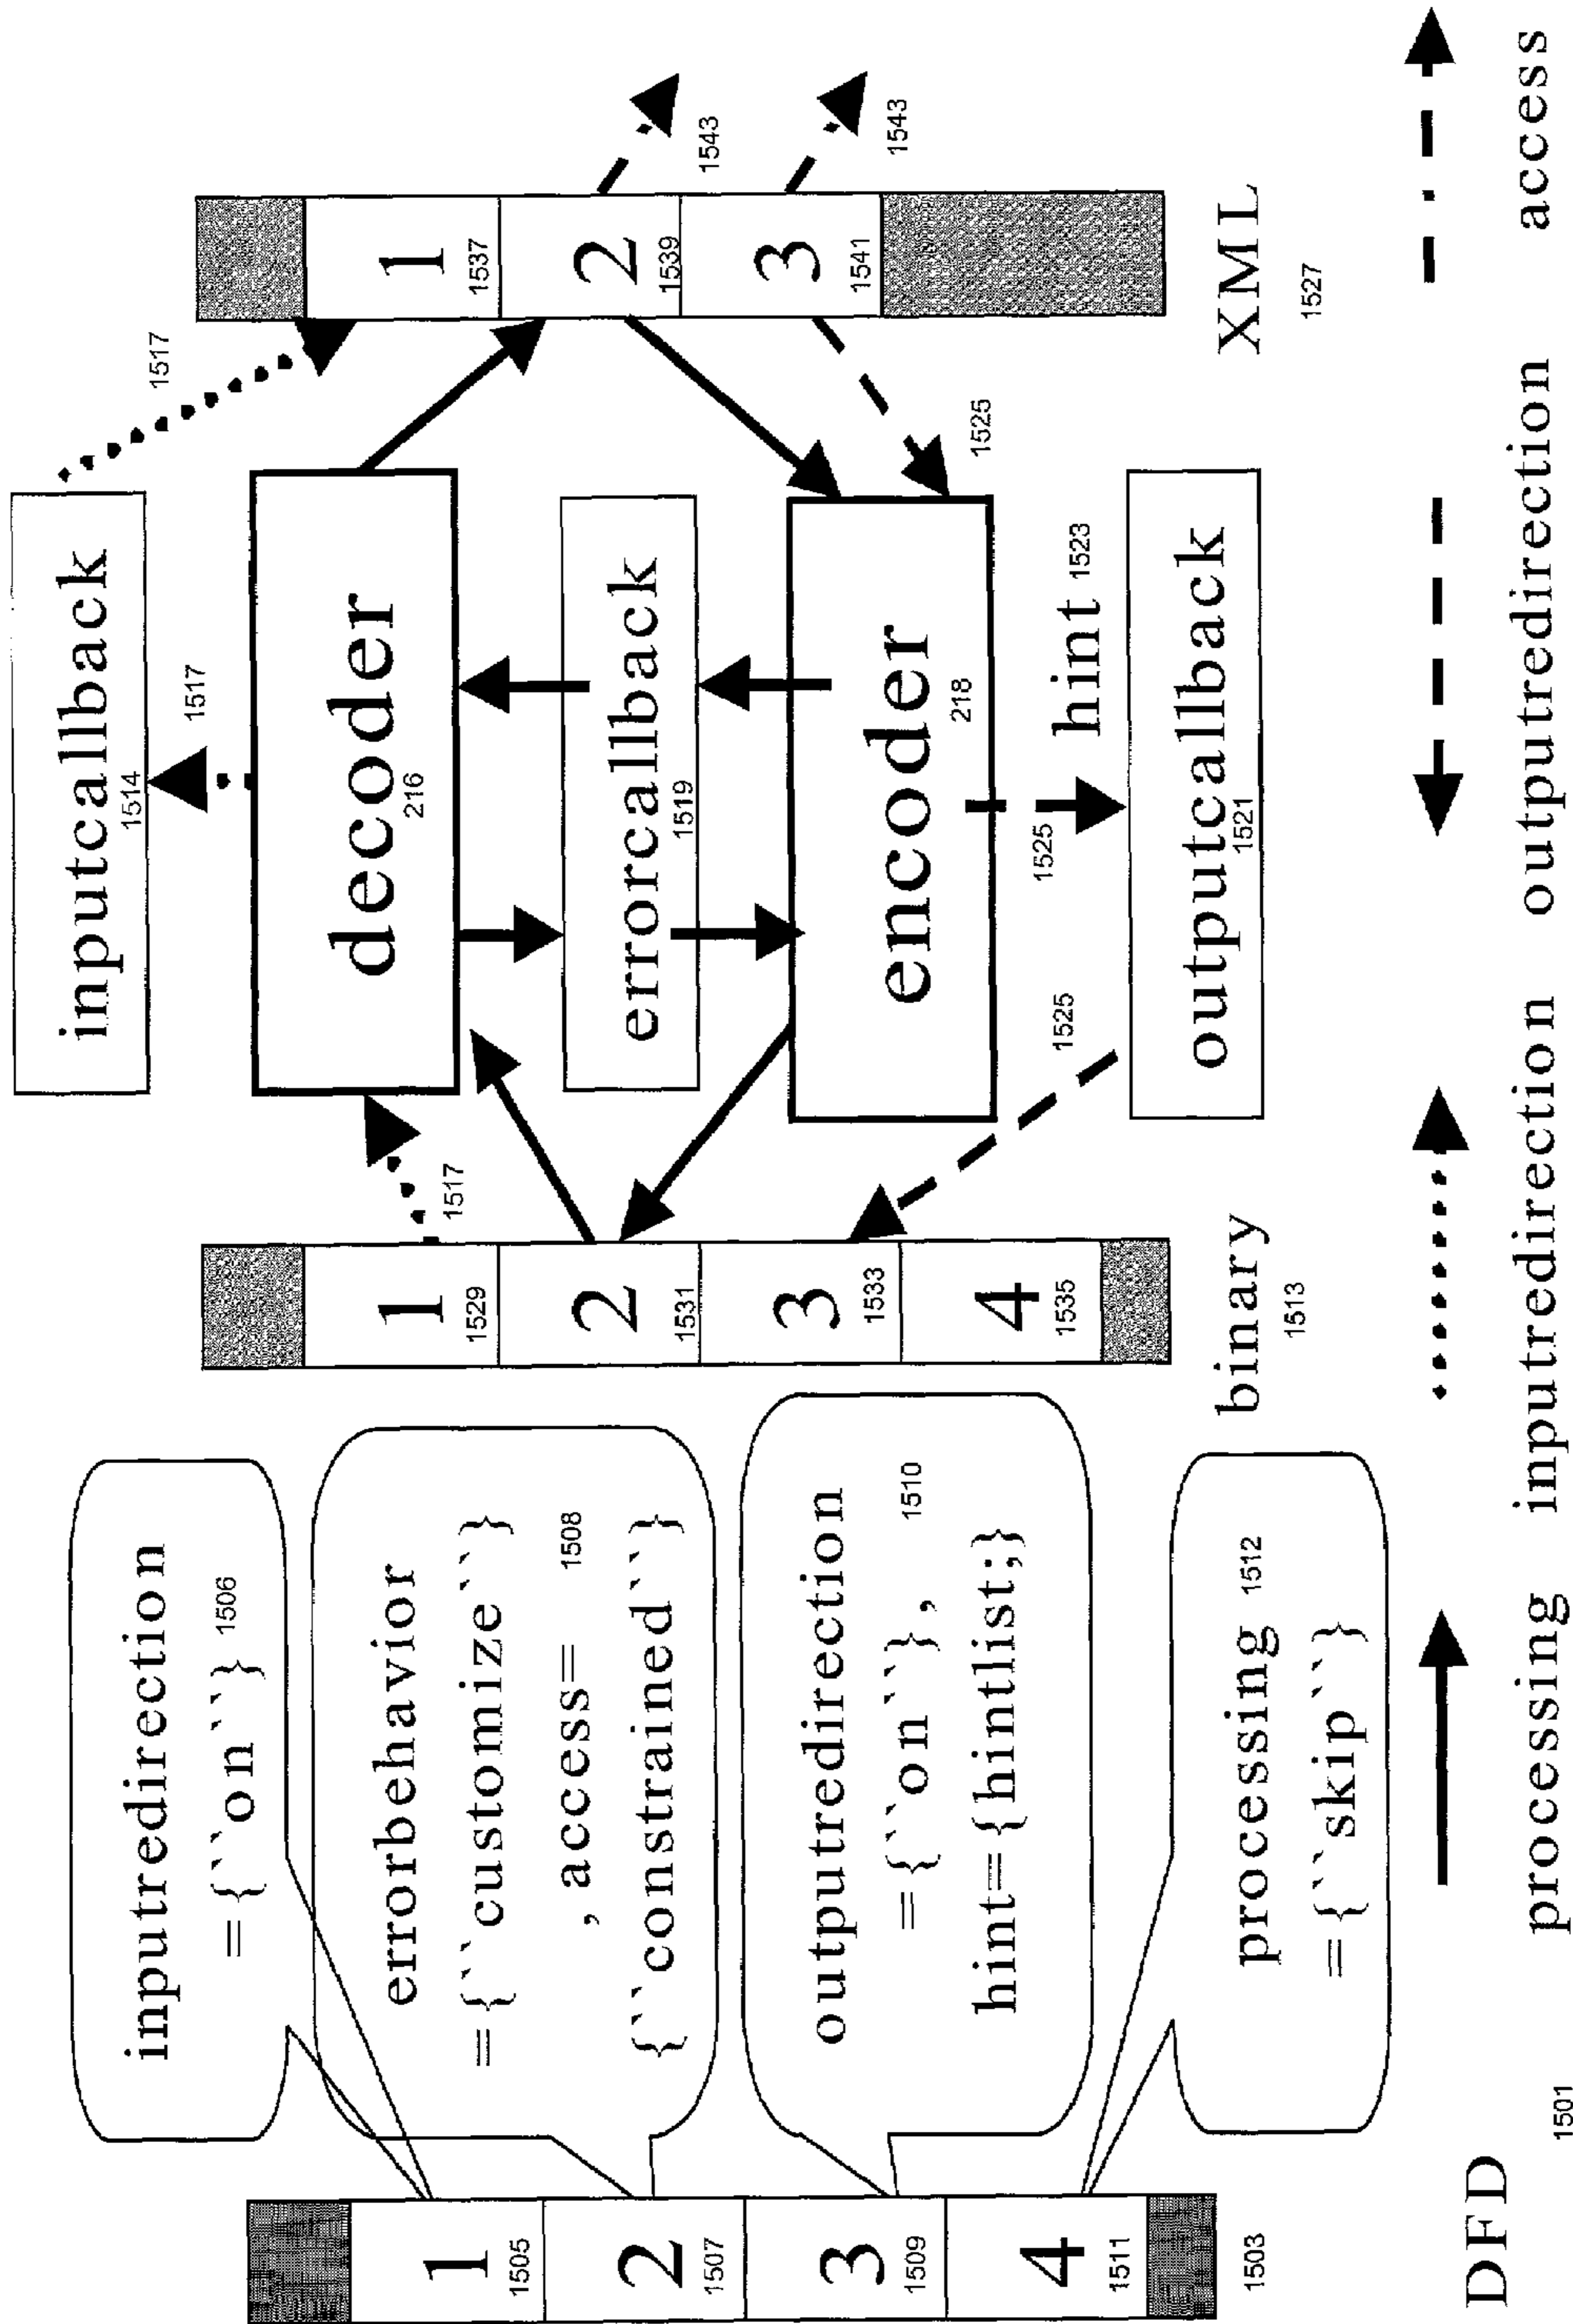 1
1505
2
1507
3
1509
4
1511
1503
DFD
1501
inputredirection
={``on``} 1506
errorbehavior
={``customize``}
, access= 1508
{``constrained``}
outputredirection
={``on``}, 1510
hint={hintlist;}
processing 1512
={``skip``}
1
1529
2
1531
3
1533
4
1535
binary
1513
1517
inputcallback
1514
1517
1517
decoder
216
errorcallback
1519
encoder
218
1525
hint 1523
1525
outputcallback
1521
1525
1
1537
2
1539
3
1541
XML
1527
1543
1543
processing inputredirection outputredirection access